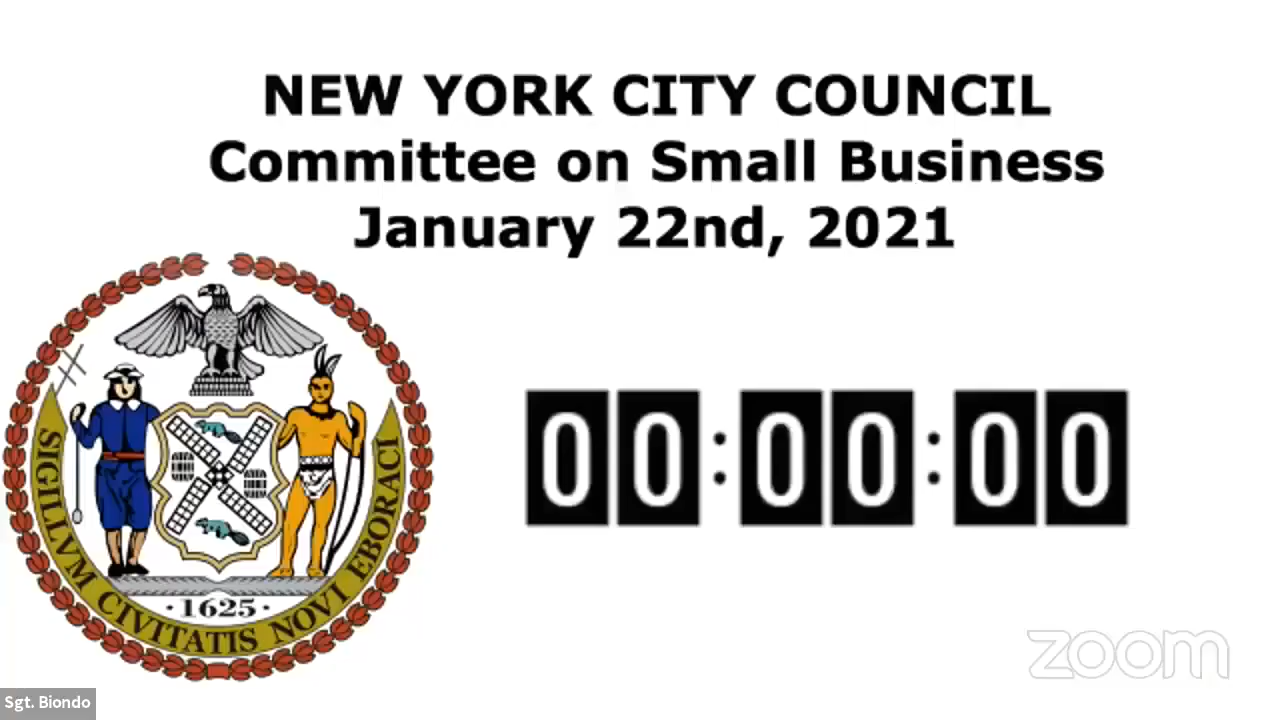 NEW YORK CITY COUNCIL
Committee on Small Business
January 22nd, 2021
00:00:00
SIGILLVM CIVITATIS NOVI EBORACI
·1625·
zoom
Sgt. Biondo